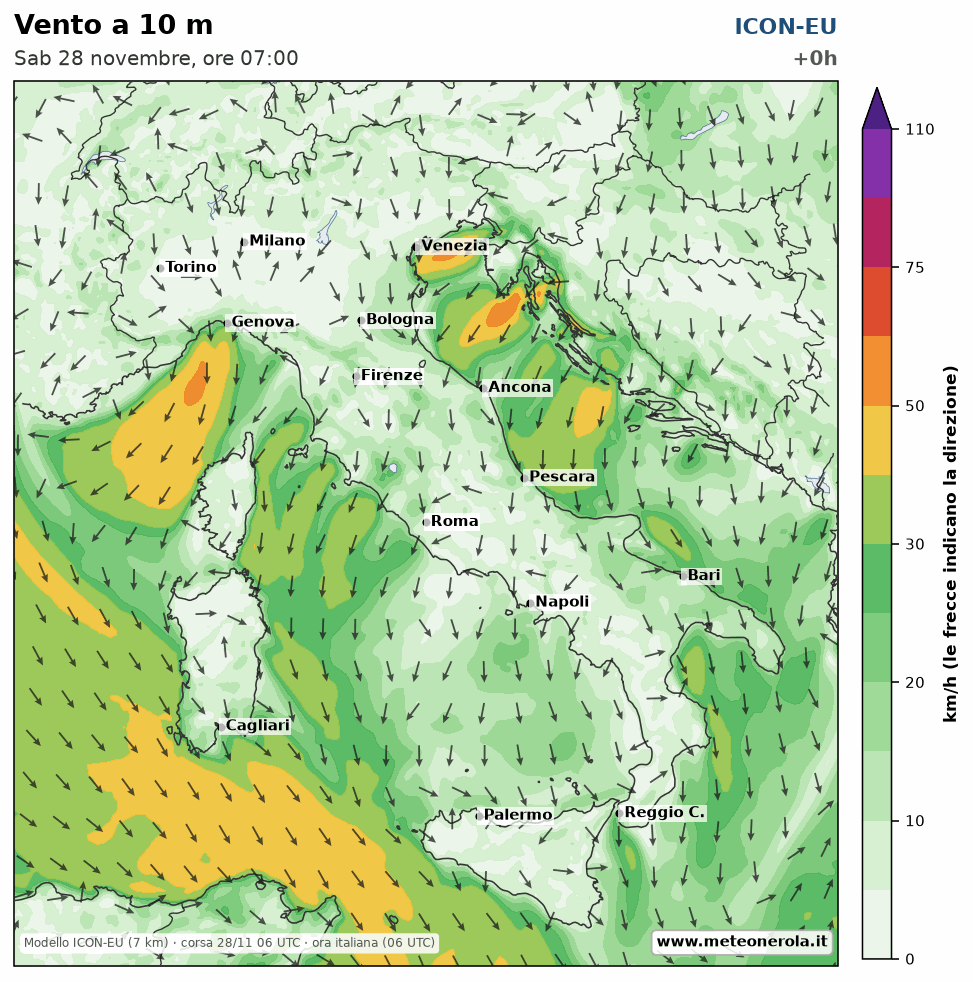 Vento a 10 m
ICON-EU
Sab 28 novembre, ore 07:00
+0h
110
75
50
30
20
10
0
km/h (le frecce indicano la direzione)
Venezia
Milano
Torino
Genova
Bologna
Firenze
Ancona
Pescara
Roma
Bari
Napoli
Cagliari
Palermo
Reggio C.
Modello ICON-EU (7 km) · corsa 28/11 06 UTC · ora italiana (06 UTC)
www.meteonerola.it